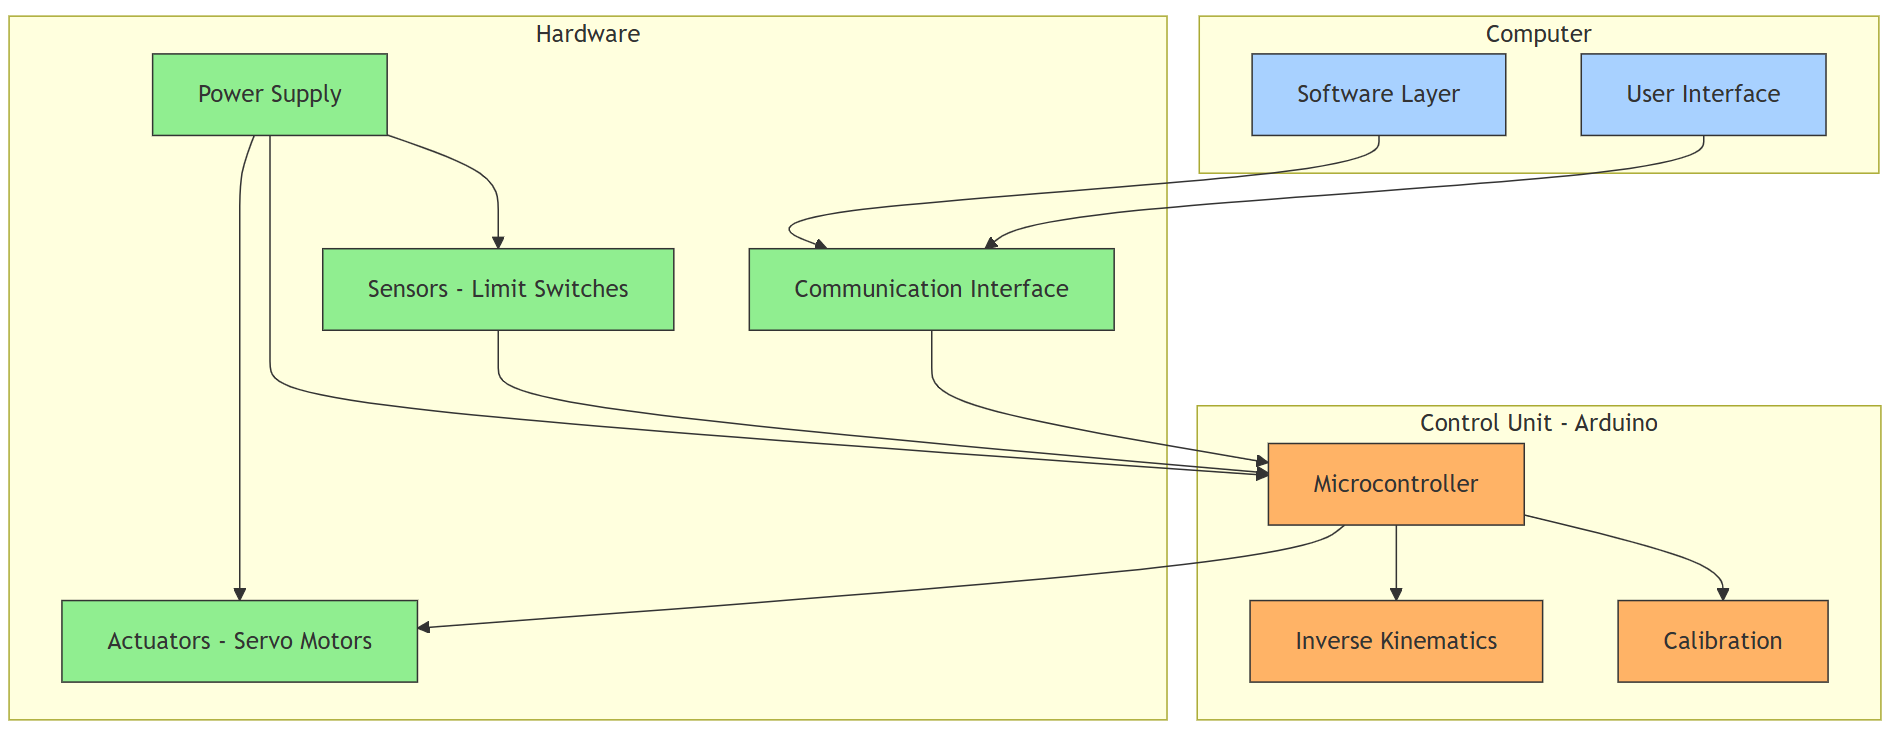 Hardware
Power Supply
Sensors - Limit Switches
Communication Interface
Actuators - Servo Motors
Computer
Software Layer
User Interface
Control Unit - Arduino
Microcontroller
Inverse Kinematics
Calibration